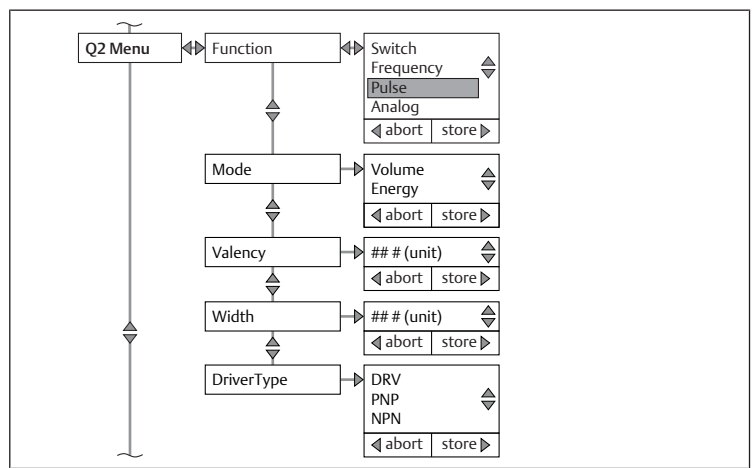 Q2 Menu
Function
Switch
Frequency
Pulse
Analog
abort
store
Mode
Volume
Energy
abort
store
Valency
## # (unit)
abort
store
Width
## # (unit)
abort
store
DriverType
DRV
PNP
NPN
abort
store